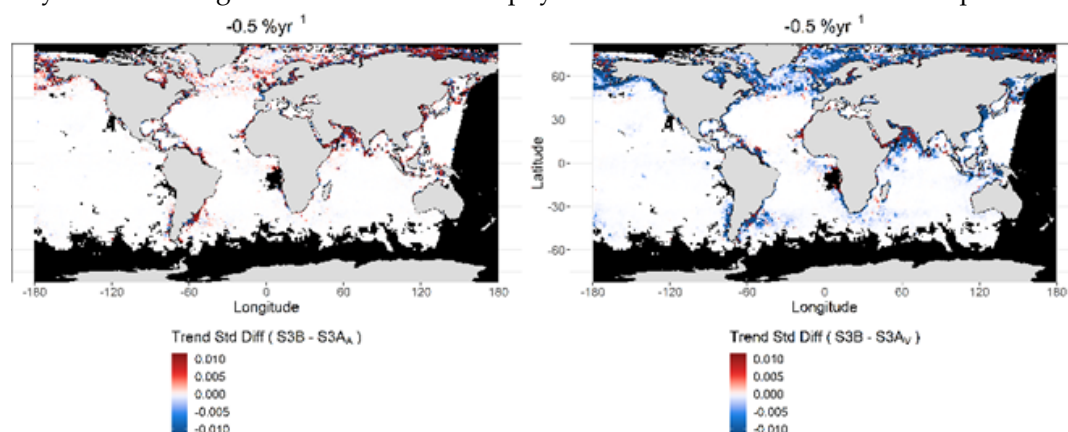 -0.5 %yr 1
-0.5 %yr 1
60
30
0
-30
-60
Latitude
-180 -120 -60 0 60 120 180
-180 -120 -60 0 60 120 180
Longitude
Longitude
Trend Std Diff ( S3B - S3AA )
0.010
0.005
0.000
-0.005
-0.010
Trend Std Diff ( S3B - S3AV )
0.010
0.005
0.000
-0.005
-0.010